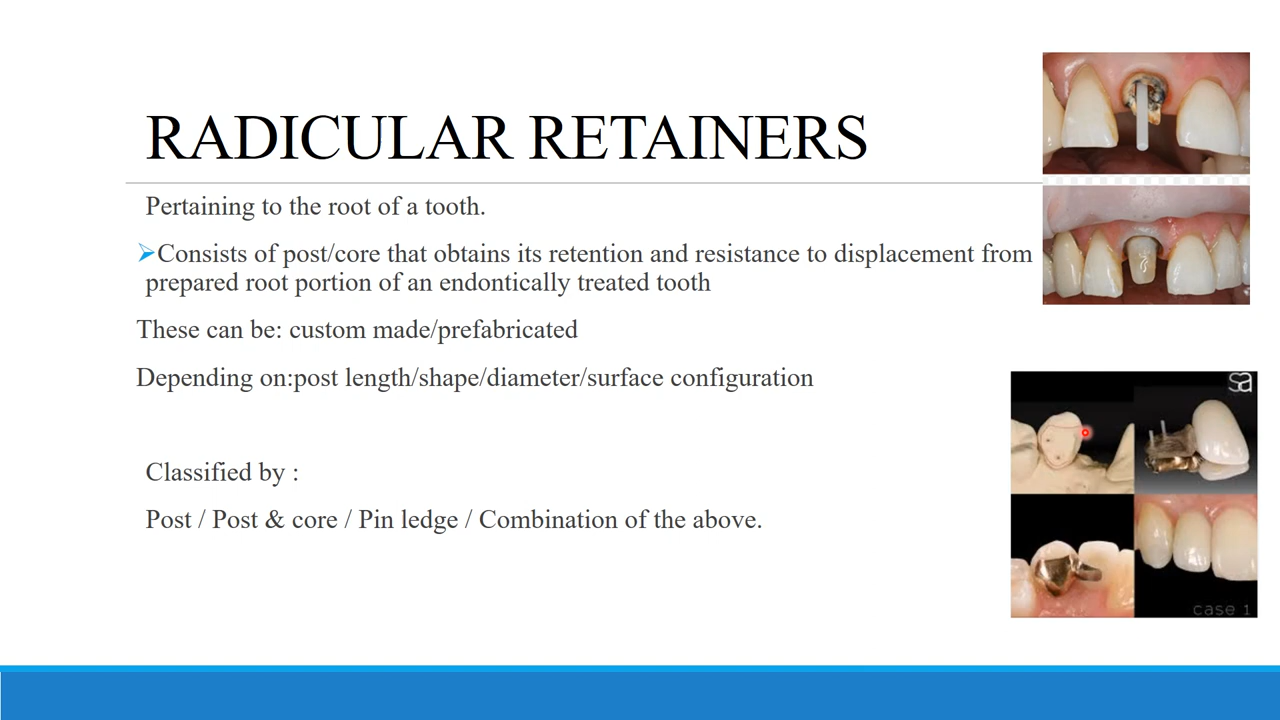 RADICULAR RETAINERS
Pertaining to the root of a tooth.
➢Consists of post/core that obtains its retention and resistance to displacement from
prepared root portion of an endontically treated tooth
These can be: custom made/prefabricated
Depending on:post length/shape/diameter/surface configuration
Classified by :
Post / Post & core / Pin ledge / Combination of the above.
sa
case 1